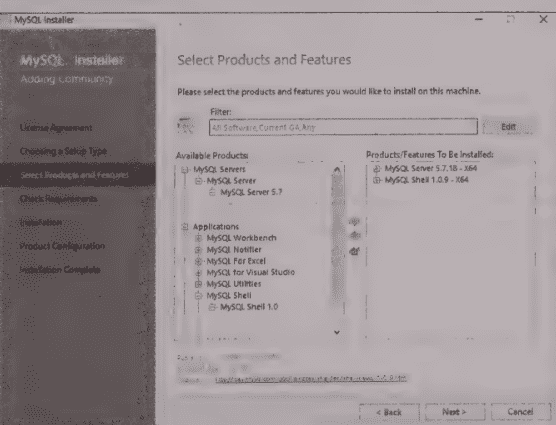 MySQL Installer
MySQL Installer
Adding Community
License Agreement
Choosing a Setup Type
Select Products and Features
Check Requirements
Installation
Product Configuration
Installation Complete
Select Products and Features
Please select the products and features you would like to install on this machine.
Filter:
All Software,Current GA,Any
Edit
Available Products:
MySQL Servers
MySQL Server
MySQL Server 5.7
Applications
MySQL Workbench
MySQL Notifier
MySQL For Excel
MySQL for Visual Studio
MySQL Utilities
MySQL Shell
MySQL Shell 1.0
Products/Features To Be Installed:
MySQL Server 5.7.18 - X64
MySQL Shell 1.0.9 - X64
< Back
Next >
Cancel